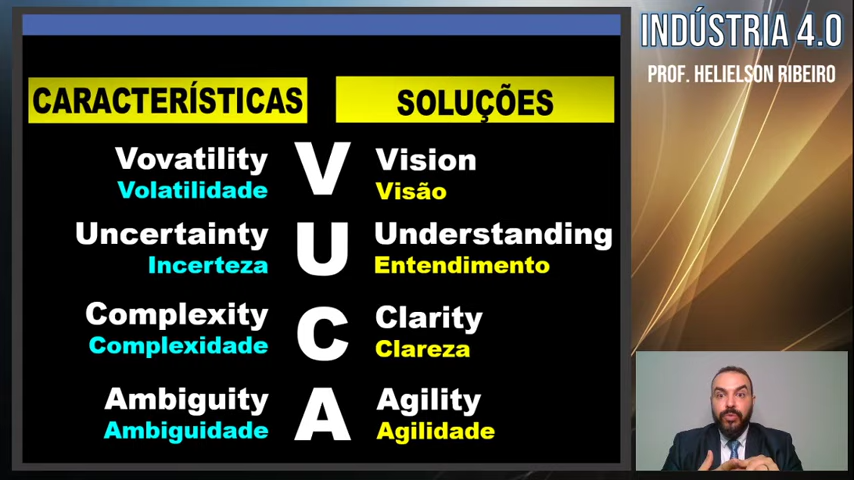 INDÚSTRIA 4.0
PROF. HELIELSON RIBEIRO
CARACTERÍSTICAS
SOLUÇÕES
Vovatility
Volatilidade
V
Vision
Visão
Uncertainty
Incerteza
U
Understanding
Entendimento
Complexity
Complexidade
C
Clarity
Clareza
Ambiguity
Ambiguidade
A
Agility
Agilidade